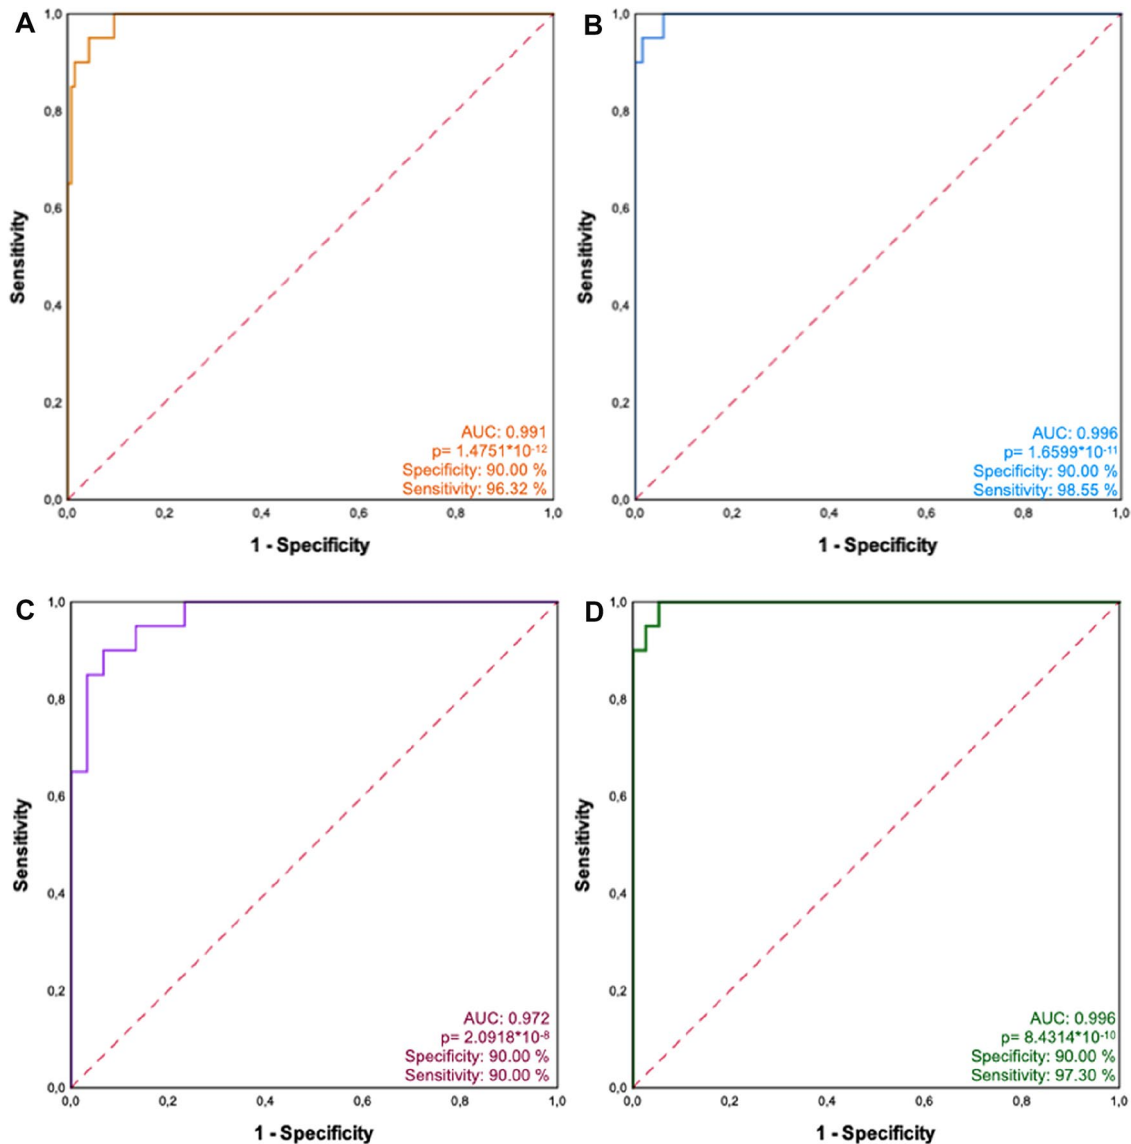 A
1,0
0,8
0,6
0,4
0,2
0,0
Sensitivity
AUC: 0.991
p= 1.4751*10-12
Specificity: 90.00 %
Sensitivity: 96.32 %
0,0 0,2 0,4 0,6 0,8 1,0
1 - Specificity
B
1,0
0,8
0,6
0,4
0,2
0,0
Sensitivity
AUC: 0.996
p= 1.6599*10-11
Specificity: 90.00 %
Sensitivity: 98.55 %
0,0 0,2 0,4 0,6 0,8 1,0
1 - Specificity
C
1,0
0,8
0,6
0,4
0,2
0,0
Sensitivity
AUC: 0.972
p= 2.0918*10-8
Specificity: 90.00 %
Sensitivity: 90.00 %
0,0 0,2 0,4 0,6 0,8 1,0
1 - Specificity
D
1,0
0,8
0,6
0,4
0,2
0,0
Sensitivity
AUC: 0.996
p= 8.4314*10-10
Specificity: 90.00 %
Sensitivity: 97.30 %
0,0 0,2 0,4 0,6 0,8 1,0
1 - Specificity